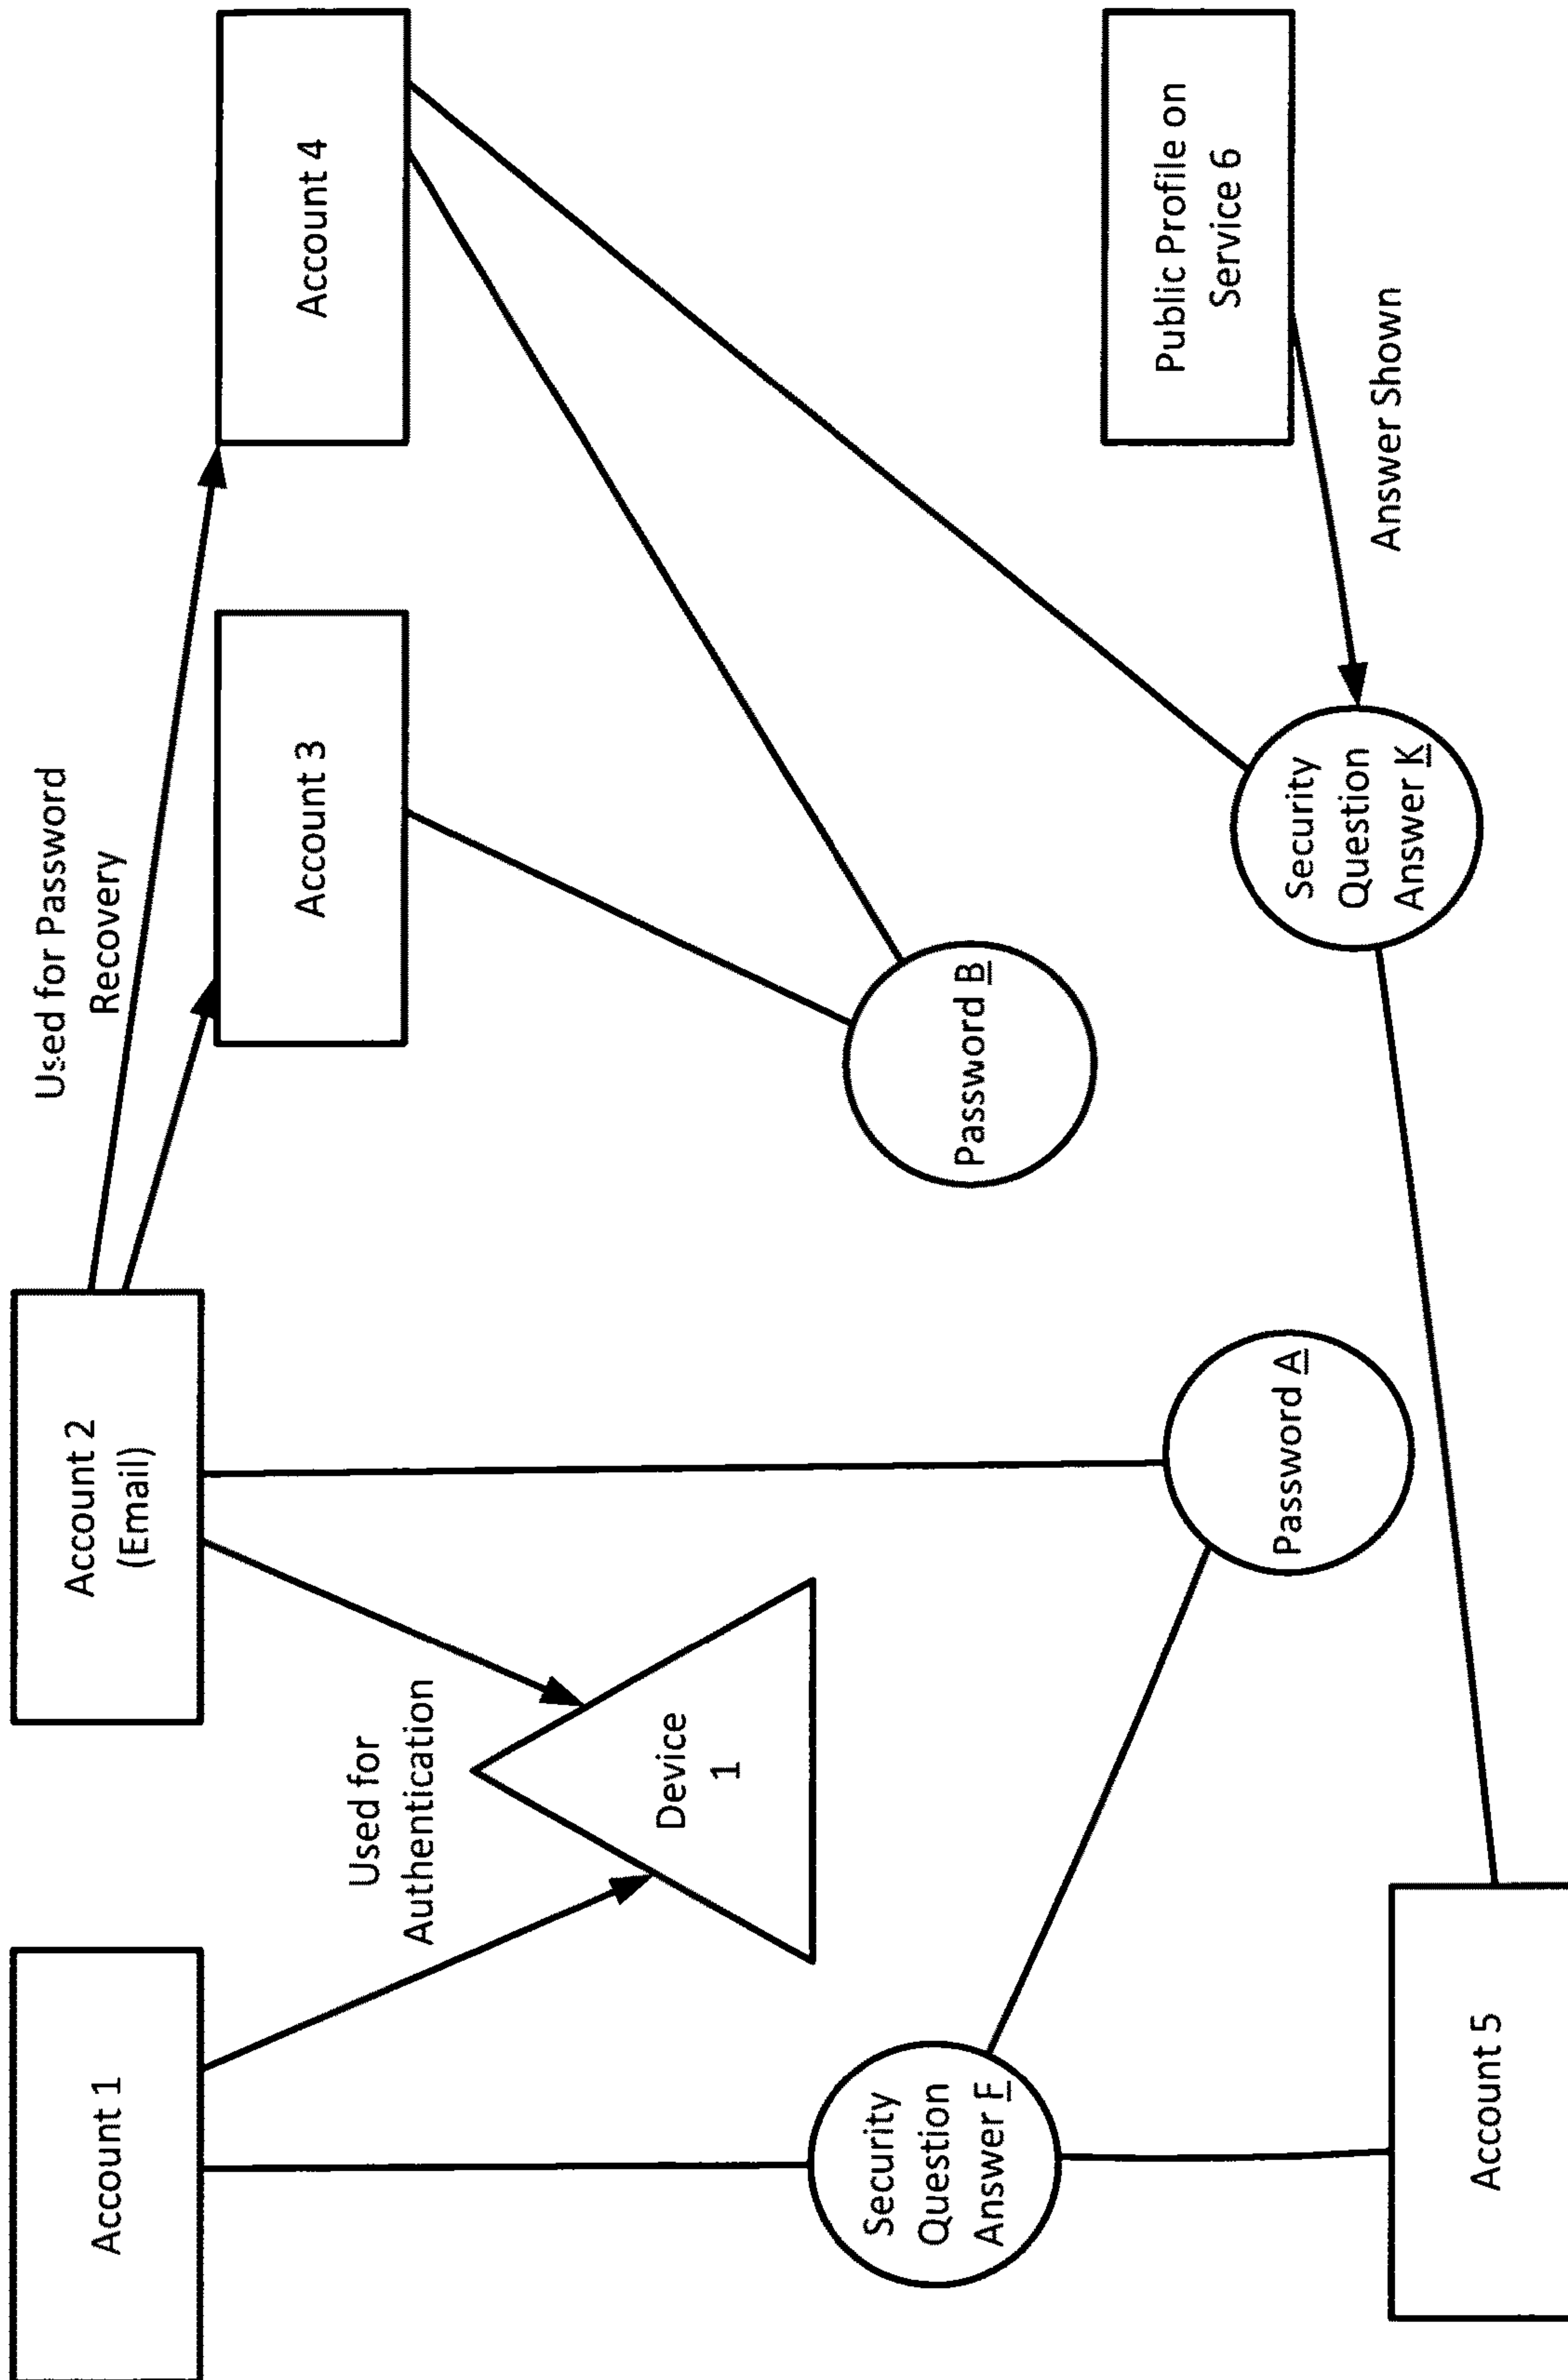 Account 1
Account 2
(Email)
Used for Password
Recovery
Account 3
Account 4
Used for
Authentication
Device
1
Security
Question
Answer F
Password A
Password B
Security
Question
Answer K
Public Profile on
Service 6
Answer Shown
Account 5